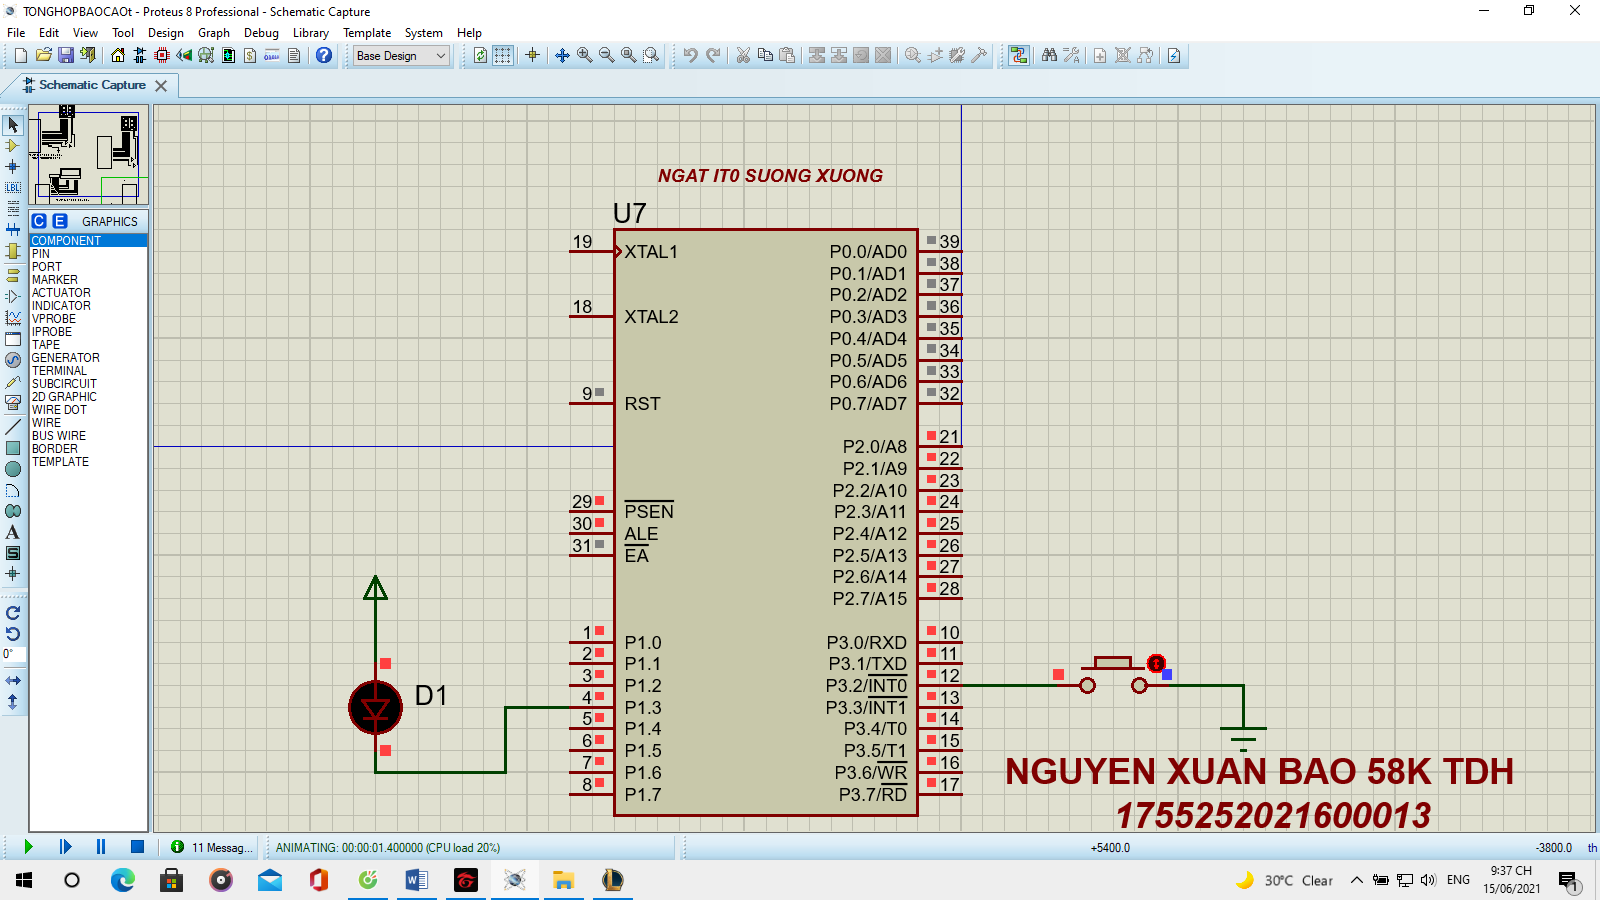 TONGHOPBAOCAOt - Proteus 8 Professional - Schematic Capture
File Edit View Tool Design Graph Debug Library Template System Help
Base Design
Schematic Capture
C E GRAPHICS
COMPONENT
PIN
PORT
MARKER
ACTUATOR
INDICATOR
VPROBE
IPROBE
TAPE
GENERATOR
TERMINAL
SUBCIRCUIT
2D GRAPHIC
WIRE DOT
WIRE
BUS WIRE
BORDER
TEMPLATE
LBL
A
S
0°
NGAT IT0 SUONG XUONG
U7
19 XTAL1 P0.0/AD0 39
P0.1/AD1 38
P0.2/AD2 37
18 XTAL2 P0.3/AD3 36
P0.4/AD4 35
P0.5/AD5 34
P0.6/AD6 33
9 RST P0.7/AD7 32
P2.0/A8 21
P2.1/A9 22
P2.2/A10 23
29 PSEN P2.3/A11 24
30 ALE P2.4/A12 25
31 EA P2.5/A13 26
P2.6/A14 27
P2.7/A15 28
1 P1.0 P3.0/RXD 10
2 P1.1 P3.1/TXD 11
3 P1.2 P3.2/INT0 12
4 P1.3 P3.3/INT1 13
5 P1.4 P3.4/T0 14
6 P1.5 P3.5/T1 15
7 P1.6 P3.6/WR 16
8 P1.7 P3.7/RD 17
D1
NGUYEN XUAN BAO 58K TDH
1755252021600013
11 Messag... ANIMATING: 00:00:01.400000 (CPU load 20%) +5400.0 -3800.0 th
30°C Clear ENG 9:37 CH
15/06/2021
1